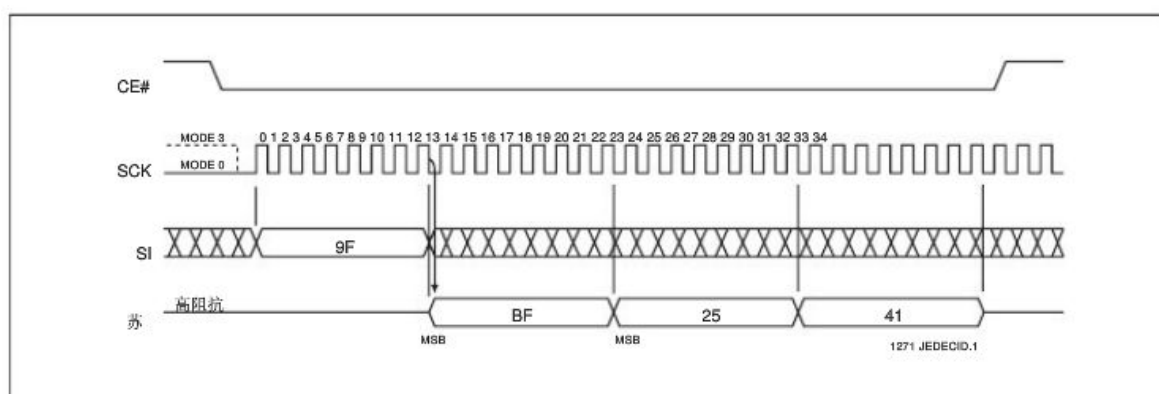 CE#
MODE 3
0 1 2 3 4 5 6 7 8 9 10 11 12 13 14 15 16 17 18 19 20 21 22 23 24 25 26 27 28 29 30 31 32 33 34
SCK
MODE 0
SI
9F
高阻抗
苏
BF
25
41
MSB
MSB
1271 JEDECID.1